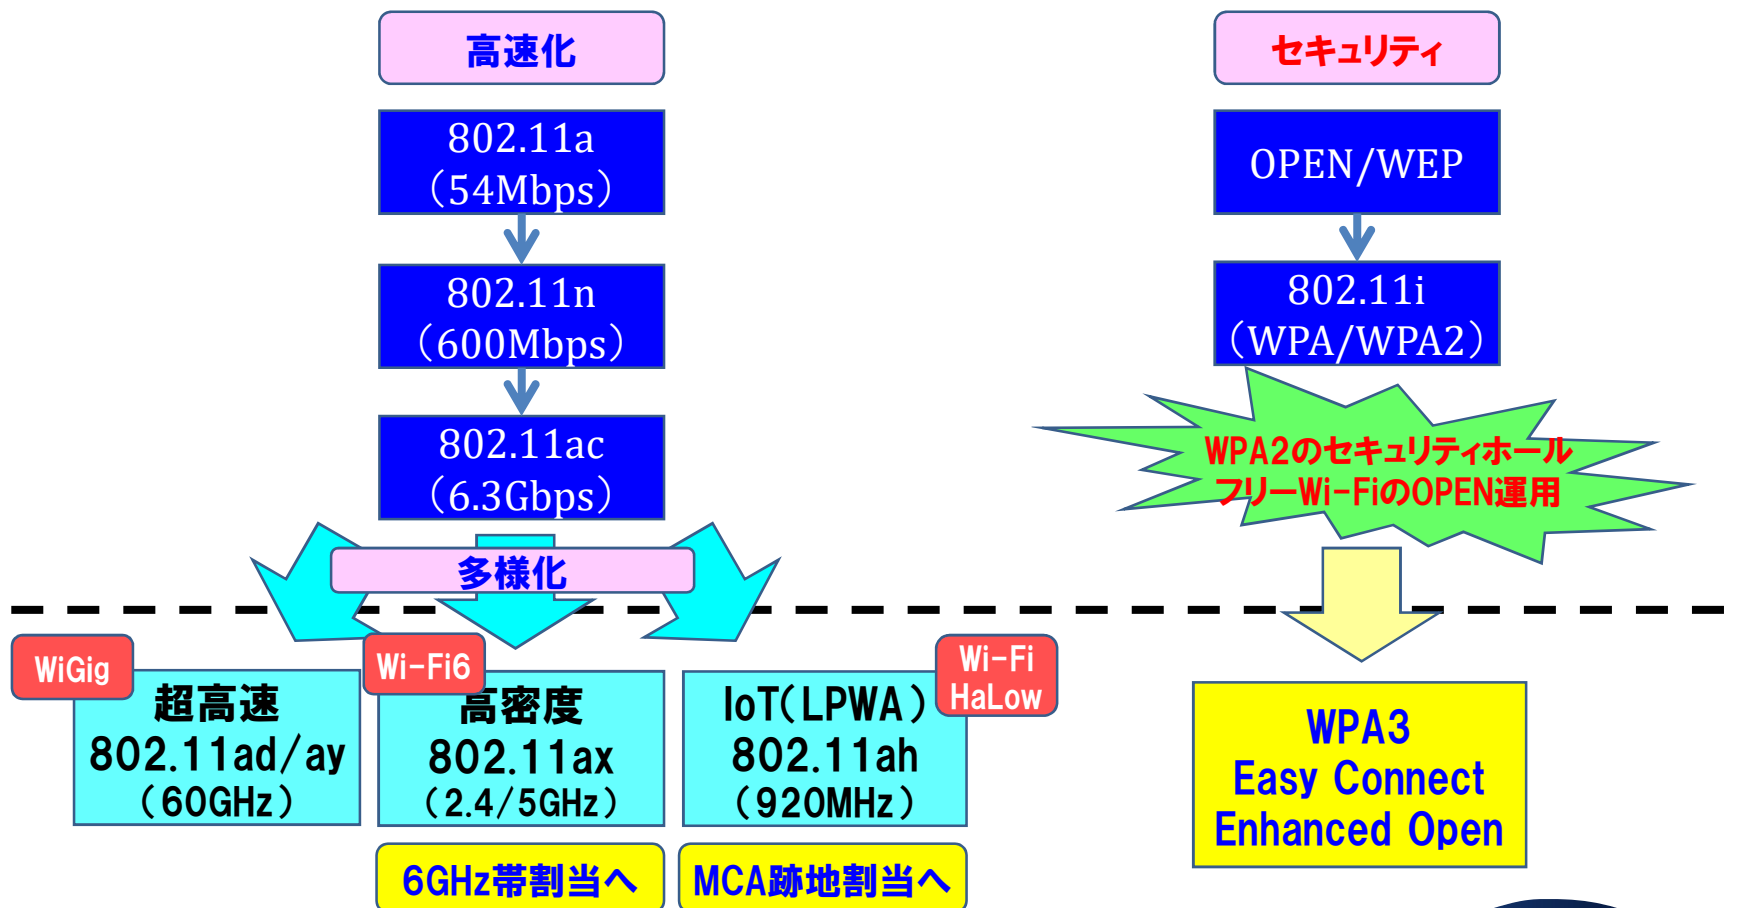 高速化
802.11a
（54Mbps）
802.11n
（600Mbps）
802.11ac
（6.3Gbps）
多様化
WiGig
超高速
802.11ad/ay
（60GHz）
Wi-Fi6
高密度
802.11ax
（2.4/5GHz）
6GHz帯割当へ
Wi-Fi
HaLow
IoT(LPWA)
802.11ah
（920MHz）
MCA跡地割当へ
セキュリティ
OPEN/WEP
802.11i
（WPA/WPA2）
WPA2のセキュリティホール
フリーWi-FiのOPEN運用
WPA3
Easy Connect
Enhanced Open